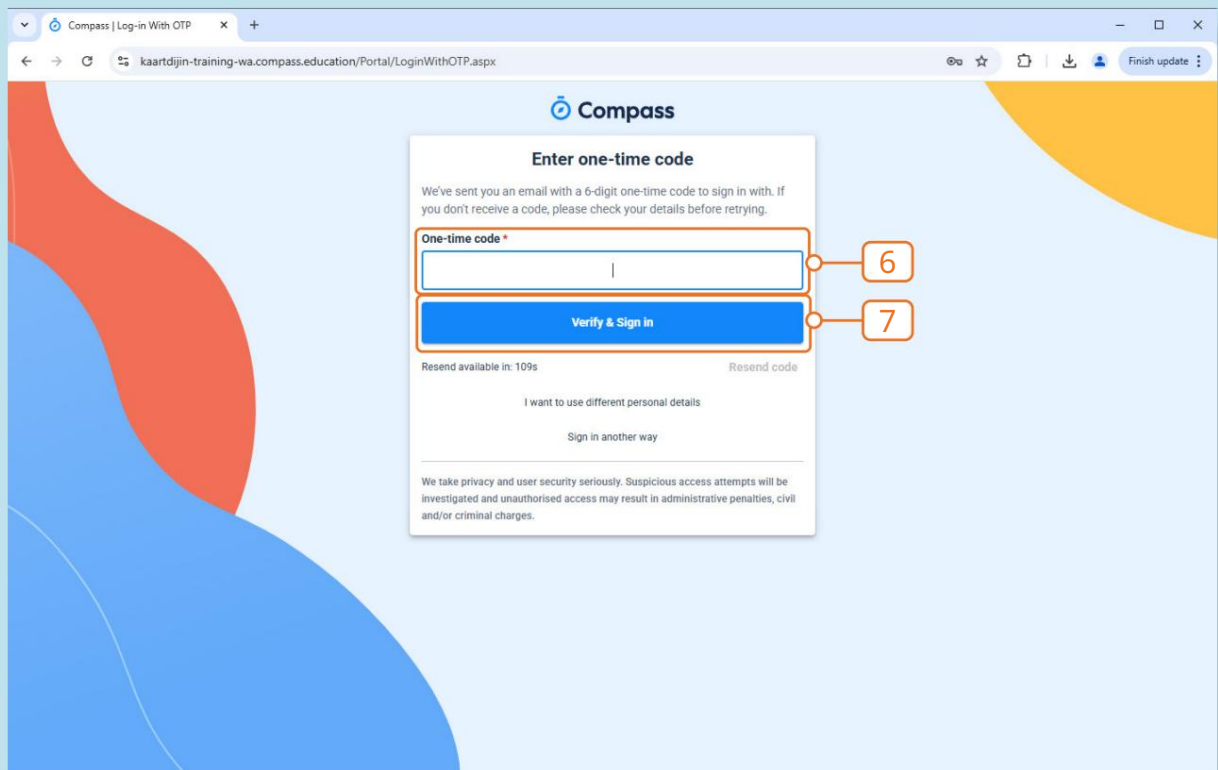 Compass | Log-in With OTP
kaartdijin-training-wa.compass.education/Portal/LoginWithOTP.aspx
Finish update
Compass
Enter one-time code
We've sent you an email with a 6-digit one-time code to sign in with. If
you don't receive a code, please check your details before retrying.
One-time code *
6
Verify & Sign in
7
Resend available in: 109s Resend code
I want to use different personal details
Sign in another way
We take privacy and user security seriously. Suspicious access attempts will be
investigated and unauthorised access may result in administrative penalties, civil
and/or criminal charges.